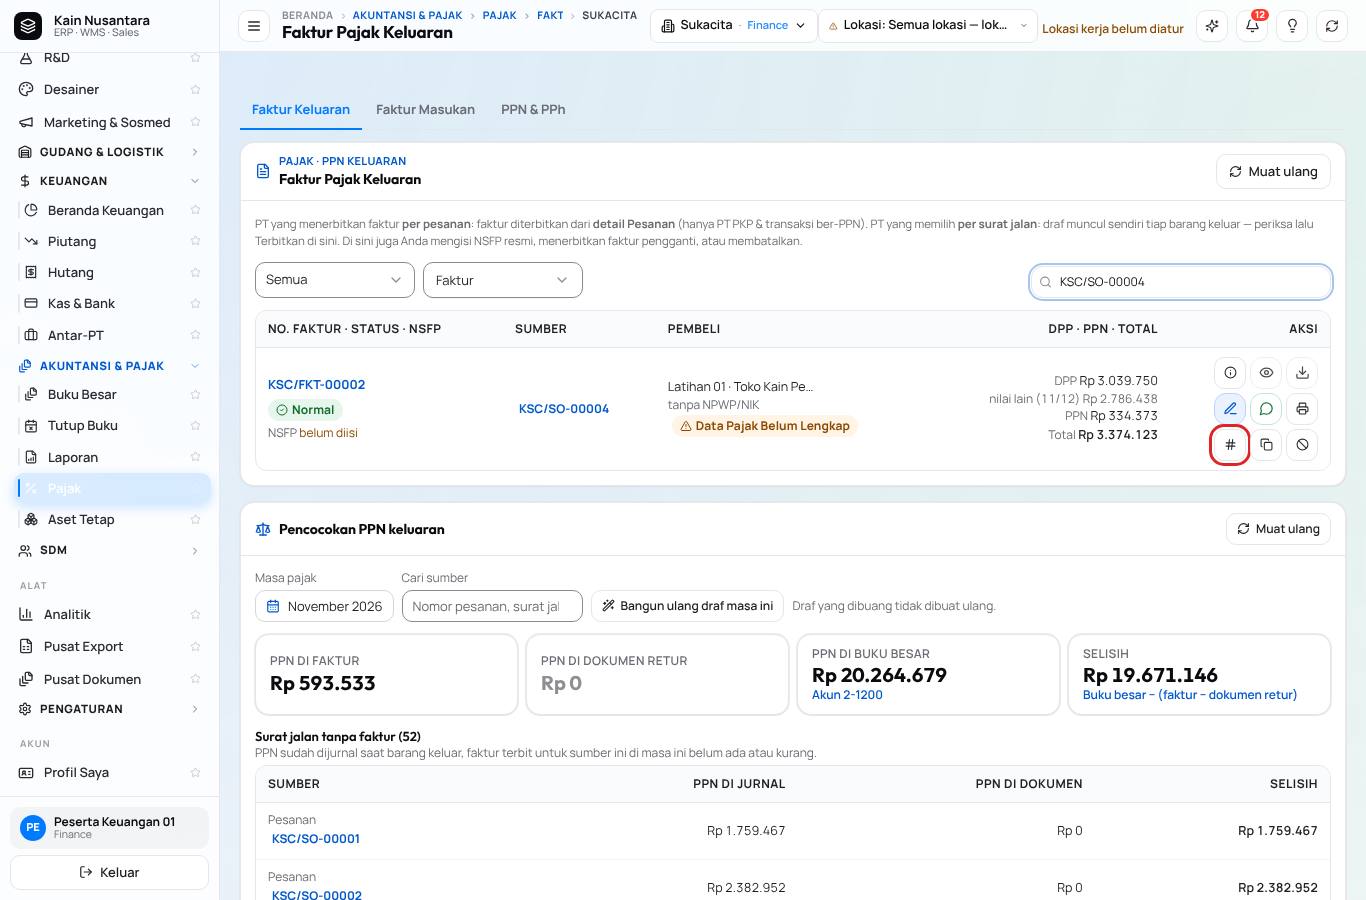 Kain Nusantara
ERP · WMS · Sales
R&D
Desainer
Marketing & Sosmed
GUDANG & LOGISTIK
KEUANGAN
Beranda Keuangan
Piutang
Hutang
Kas & Bank
Antar-PT
AKUNTANSI & PAJAK
Buku Besar
Tutup Buku
Laporan
Pajak
Aset Tetap
SDM
ALAT
Analitik
Pusat Export
Pusat Dokumen
PENGATURAN
AKUN
Profil Saya
PE
Peserta Keuangan 01
Finance
Keluar
BERANDA › AKUNTANSI & PAJAK › PAJAK › FAKT › SUKACITA
Faktur Pajak Keluaran
Sukacita · Finance
Lokasi: Semua lokasi — lok...
Lokasi kerja belum diatur
12
Faktur Keluaran
Faktur Masukan
PPN & PPh
PAJAK · PPN KELUARAN
Faktur Pajak Keluaran
Muat ulang
PT yang menerbitkan faktur per pesanan: faktur diterbitkan dari detail Pesanan (hanya PT PKP & transaksi ber-PPN). PT yang memilih per surat jalan: draf muncul sendiri tiap barang keluar — periksa lalu
Terbitkan di sini. Di sini juga Anda mengisi NSFP resmi, menerbitkan faktur pengganti, atau membatalkan.
Semua
Faktur
KSC/SO-00004
NO. FAKTUR · STATUS · NSFP
SUMBER
PEMBELI
DPP · PPN · TOTAL
AKSI
KSC/FKT-00002
Normal
NSFP belum diisi
KSC/SO-00004
Latihan 01 · Toko Kain Pe...
tanpa NPWP/NIK
Data Pajak Belum Lengkap
DPP Rp 3.039.750
nilai lain (11/12) Rp 2.786.438
PPN Rp 334.373
Total Rp 3.374.123
Pencocokan PPN keluaran
Muat ulang
Masa pajak
Cari sumber
November 2026
Nomor pesanan, surat jal
Bangun ulang draf masa ini
Draf yang dibuang tidak dibuat ulang.
PPN DI FAKTUR
Rp 593.533
PPN DI DOKUMEN RETUR
Rp 0
PPN DI BUKU BESAR
Rp 20.264.679
Akun 2-1200
SELISIH
Rp 19.671.146
Buku besar − (faktur − dokumen retur)
Surat jalan tanpa faktur (52)
PPN sudah dijurnal saat barang keluar, faktur terbit untuk sumber ini di masa ini belum ada atau kurang.
SUMBER
PPN DI JURNAL
PPN DI DOKUMEN
SELISIH
Pesanan
KSC/SO-00001
Rp 1.759.467
Rp 0
Rp 1.759.467
Pesanan
KSC/SO-00002
Rp 2.382.952
Rp 0
Rp 2.382.952